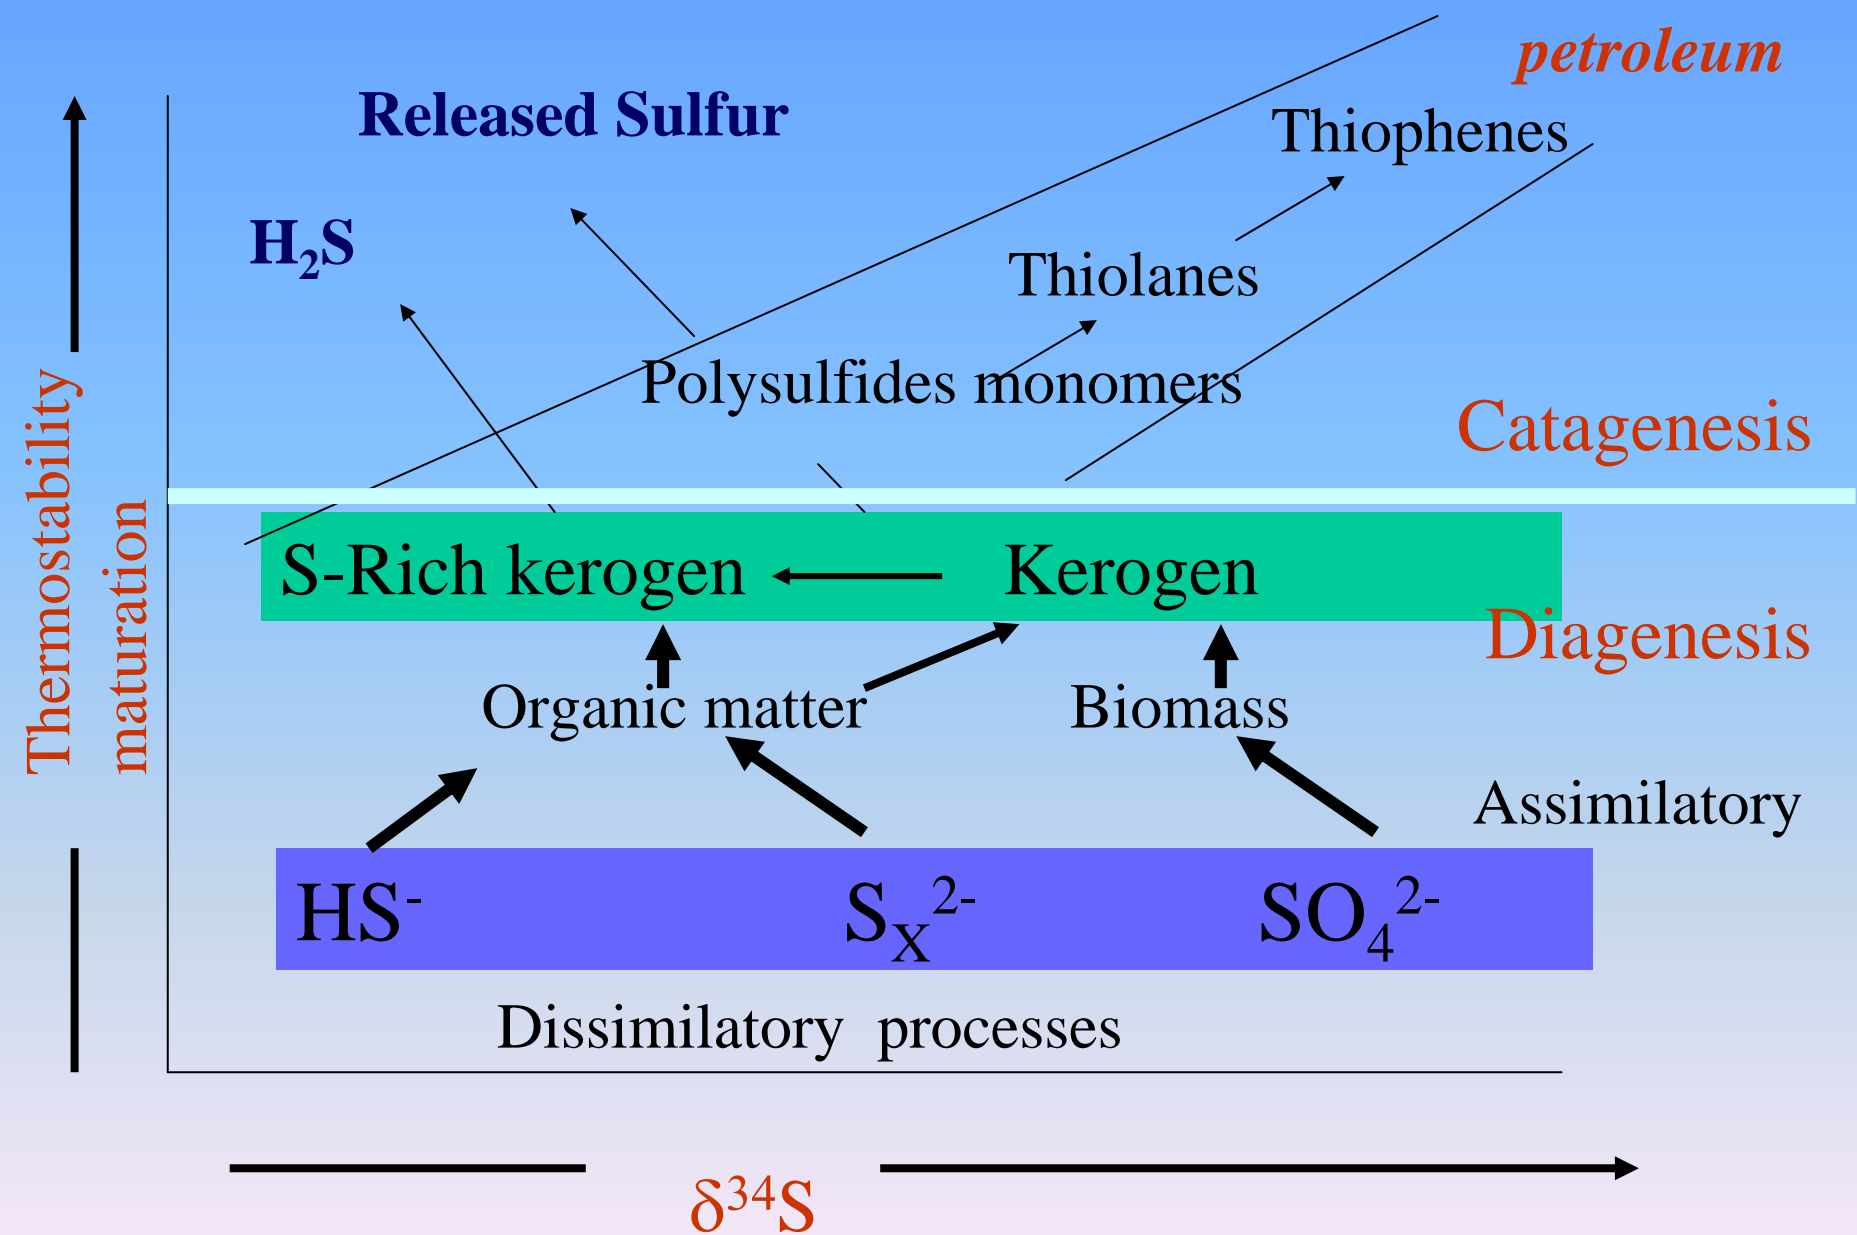 petroleum
Released Sulfur
Thiophenes
H₂S
Thiolanes
Polysulfides monomers
Catagenesis
Thermostability
maturation
S-Rich kerogen
Kerogen
Diagenesis
Organic matter
Biomass
Assimilatory
HS⁻
Sₓ²⁻
SO₄²⁻
Dissimilatory processes
δ³⁴S